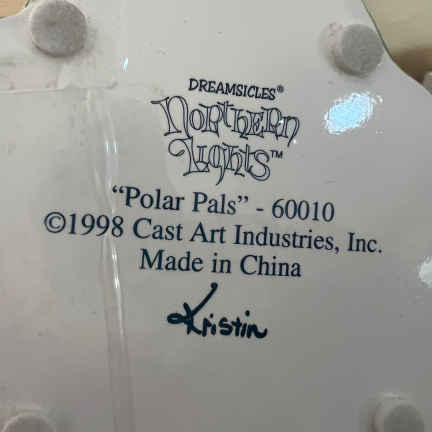 DREAMSICLES®
NORTHERN
LIGHTS™
“Polar Pals” - 60010
©1998 Cast Art Industries, Inc.
Made in China
Kristin